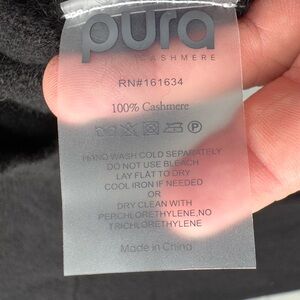 pura
CASHMERE
RN#161634
100% Cashmere
WASH COLD SEPARATELY
DO NOT USE BLEACH
LAY FLAT TO DRY
COOL IRON IF NEEDED
OR
DRY CLEAN WITH
PERCHLORETHYLENE,NO
TRICHLORETHYLENE
Made in China